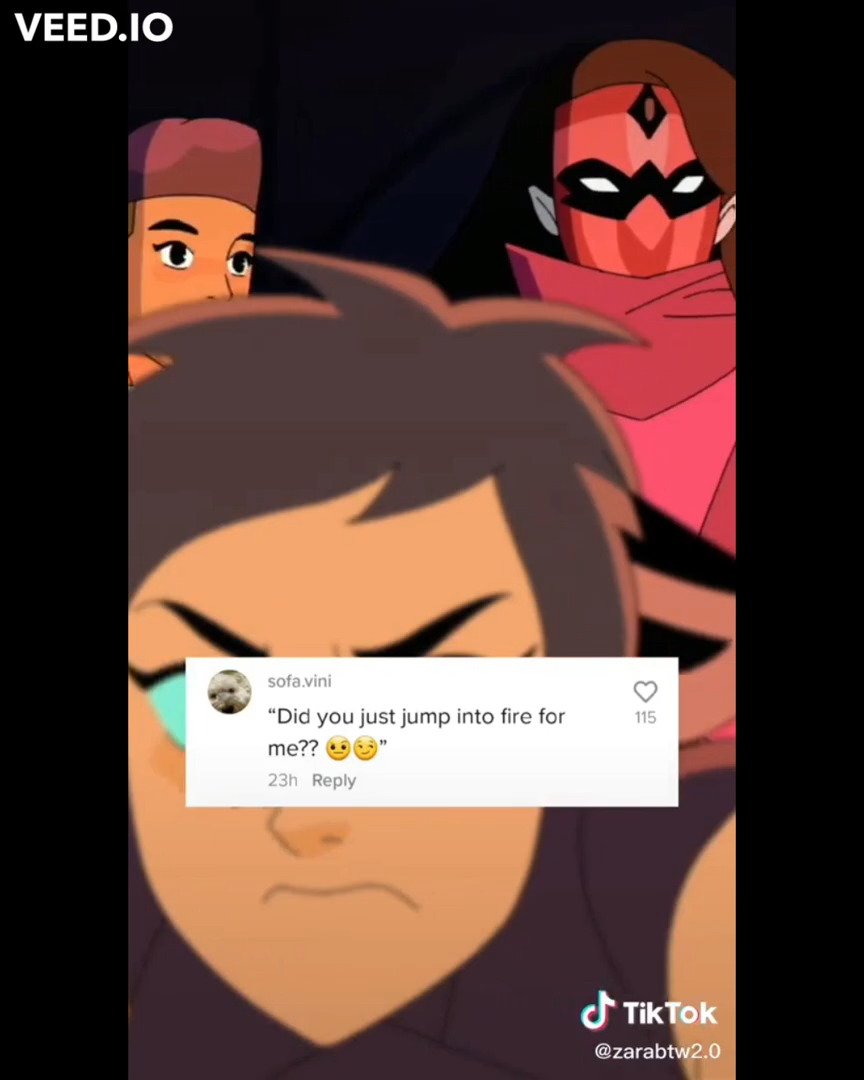 VEED.IO
sofa.vini
“Did you just jump into fire for
me?? 😐😏”
115
23h Reply
TikTok
@zarabtw2.0